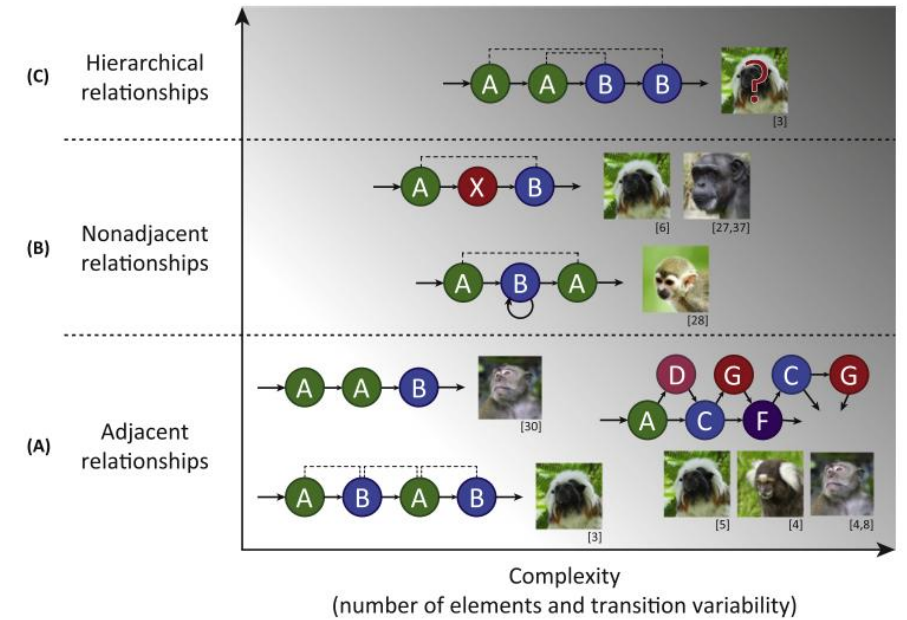 (C)
Hierarchical
relationships
A A B B
?
[3]
(B)
Nonadjacent
relationships
A X B
[6] [27,37]
A B A
[28]
(A)
Adjacent
relationships
A A B
[30]
D G C G
A C F
A B A B
[3]
[5] [4] [4,8]
Complexity
(number of elements and transition variability)